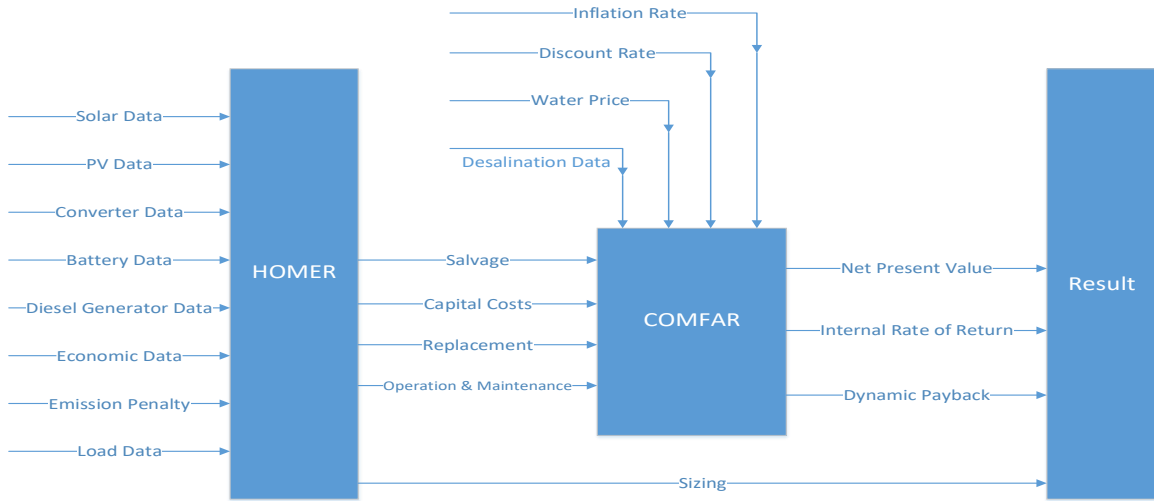 Inflation Rate
Discount Rate
Water Price
Desalination Data
Solar Data
PV Data
Converter Data
Battery Data
Diesel Generator Data
Economic Data
Emission Penalty
Load Data
HOMER
Salvage
Capital Costs
Replacement
Operation & Maintenance
COMFAR
Net Present Value
Internal Rate of Return
Dynamic Payback
Sizing
Result